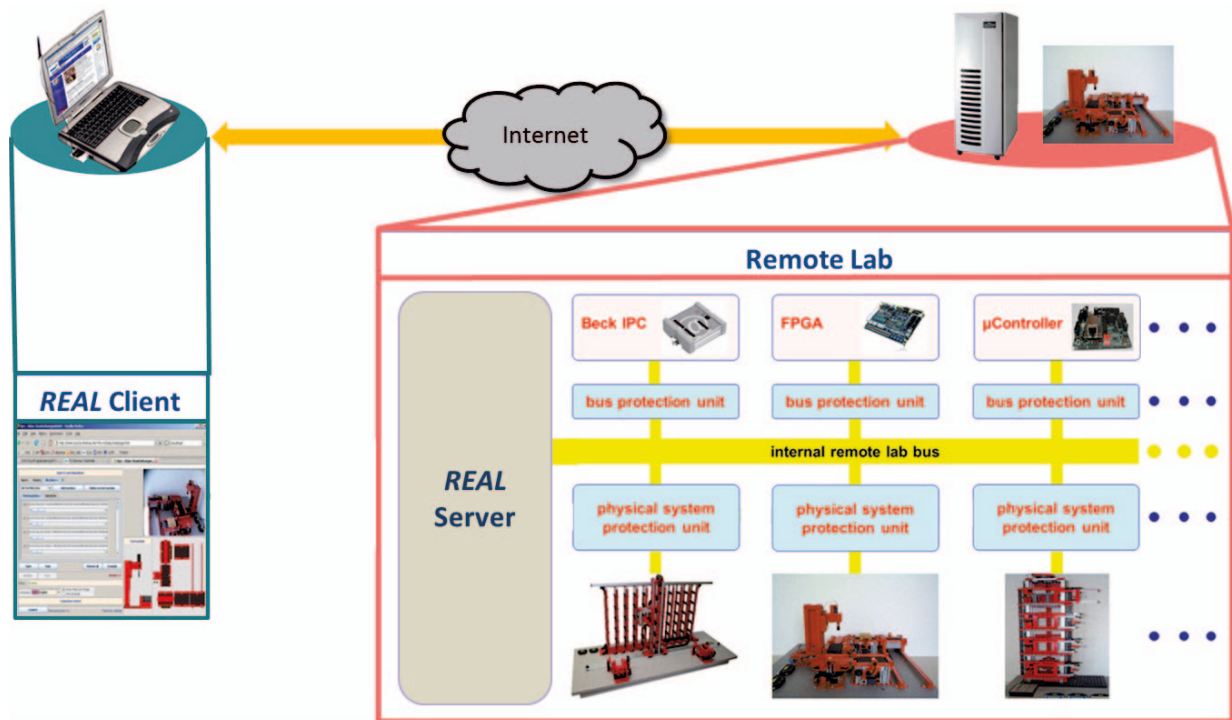 Internet
Remote Lab
REAL Client
REAL
Server
Beck IPC
FPGA
µController
bus protection unit
bus protection unit
bus protection unit
internal remote lab bus
physical system
protection unit
physical system
protection unit
physical system
protection unit